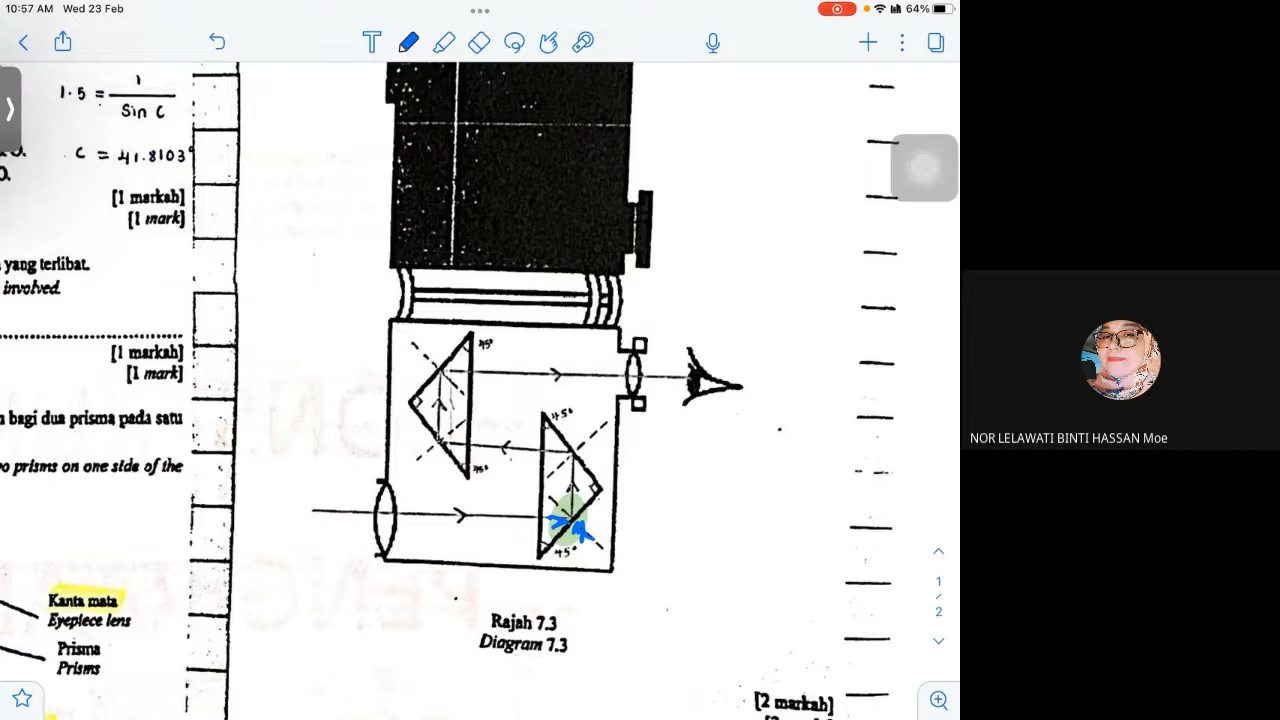 10:57 AM Wed 23 Feb
64%
1.5 = 1
Sin C
C = 41.8103°
0.
[1 markah]
[1 mark]
yang terlibat.
involved.
[1 markah]
[1 mark]
bagi dua prisma pada satu
prisms on one side of the
Kanta mata
Eyepiece lens
Prisma
Prisms
45°
45°
45°
45°
Rajah 7.3
Diagram 7.3
[2 markah]
1
/
2
NOR LELAWATI BINTI HASSAN Moe